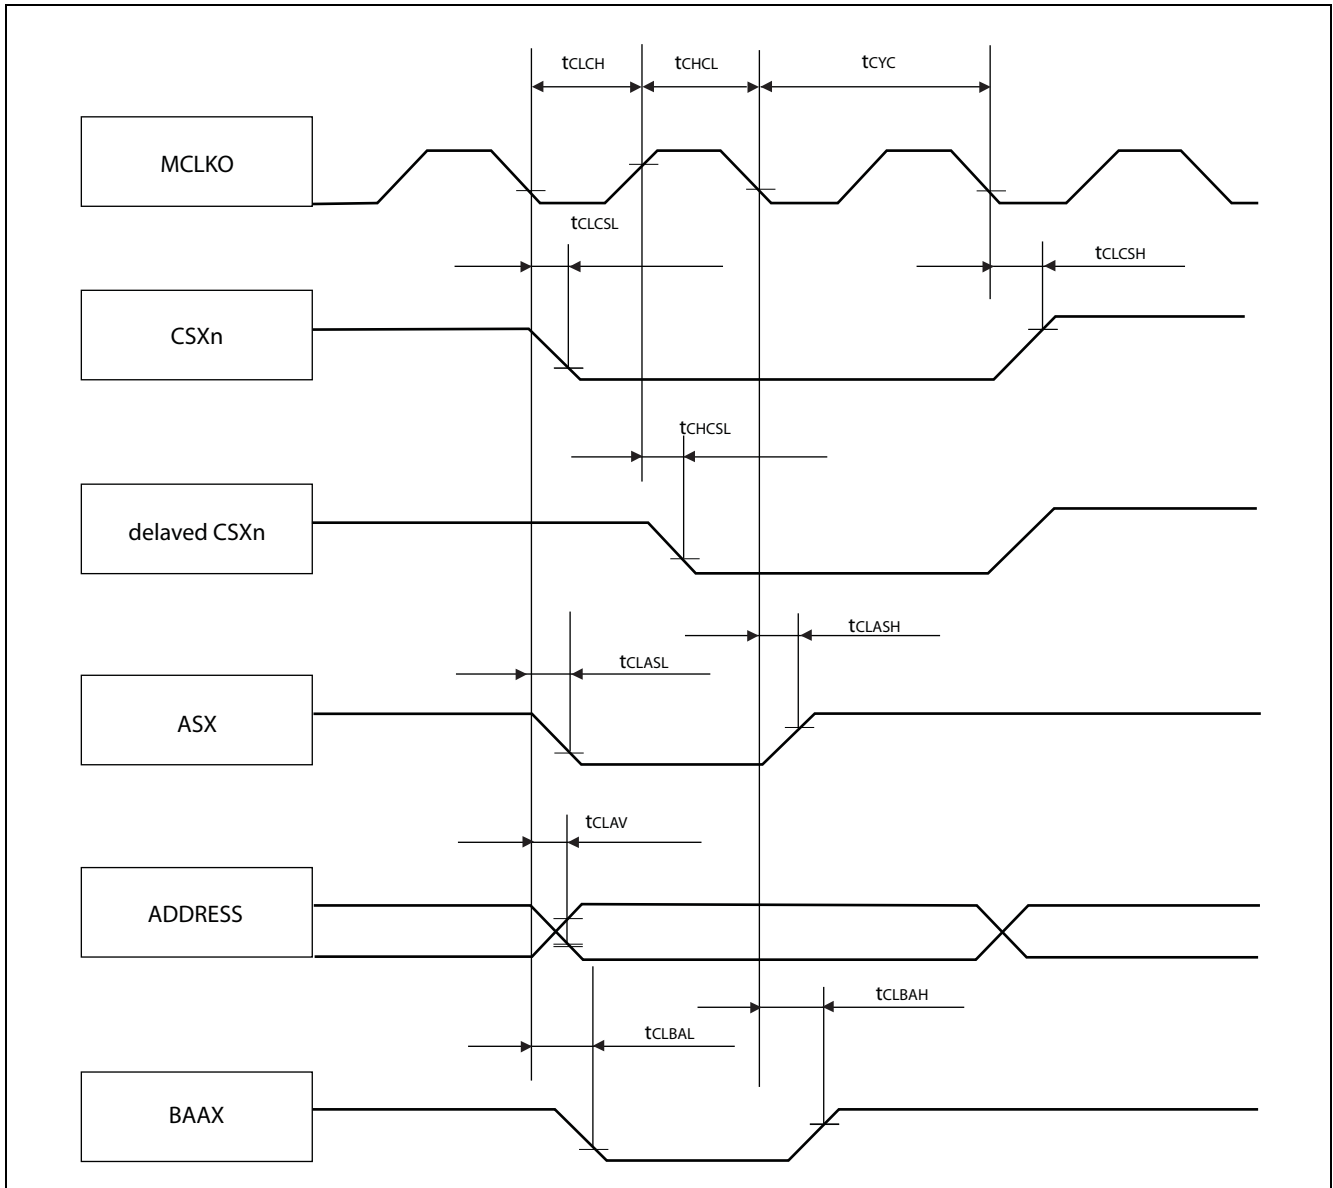 tCLCH
tCHCL
tCYC
MCLKO
tCLCSL
tCLCSH
CSXn
tCHCSL
delaved CSXn
tCLASH
tCLASL
ASX
tCLAV
ADDRESS
tCLBAH
tCLBAL
BAAX